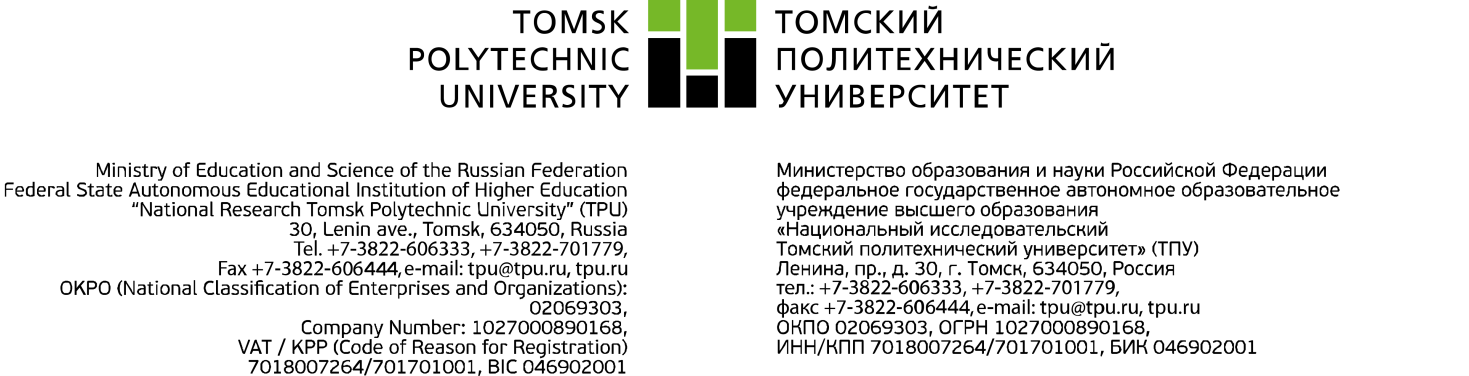 TOMSK
POLYTECHNIC
UNIVERSITY
ТОМСКИЙ
ПОЛИТЕХНИЧЕСКИЙ
УНИВЕРСИТЕТ
Ministry of Education and Science of the Russian Federation
Federal State Autonomous Educational Institution of Higher Education
“National Research Tomsk Polytechnic University” (TPU)
30, Lenin ave., Tomsk, 634050, Russia
Tel. +7-3822-606333, +7-3822-701779,
Fax +7-3822-606444, e-mail: tpu@tpu.ru, tpu.ru
OKPO (National Classification of Enterprises and Organizations):
02069303,
Company Number: 1027000890168,
VAT / KPP (Code of Reason for Registration)
7018007264/701701001, BIC 046902001
Министерство образования и науки Российской Федерации
федеральное государственное автономное образовательное
учреждение высшего образования
«Национальный исследовательский
Томский политехнический университет» (ТПУ)
Ленина, пр., д. 30, г. Томск, 634050, Россия
тел.: +7-3822-606333, +7-3822-701779,
факс +7-3822-606444, e-mail: tpu@tpu.ru, tpu.ru
ОКПО 02069303, ОГРН 1027000890168,
ИНН/КПП 7018007264/701701001, БИК 046902001